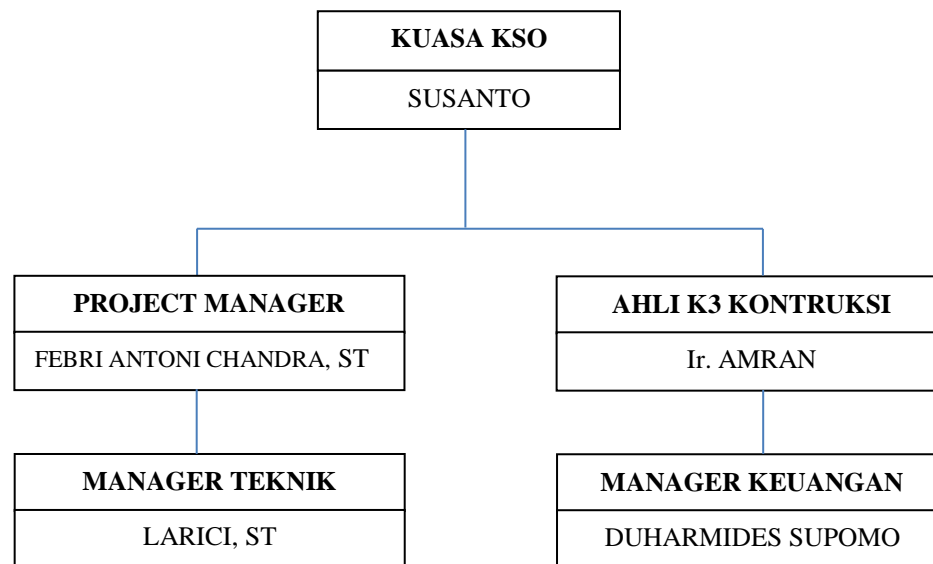 KUASA KSO
SUSANTO
PROJECT MANAGER
FEBRI ANTONI CHANDRA, ST
AHLI K3 KONTRUKSI
Ir. AMRAN
MANAGER TEKNIK
LARICI, ST
MANAGER KEUANGAN
DUHARMIDES SUPOMO